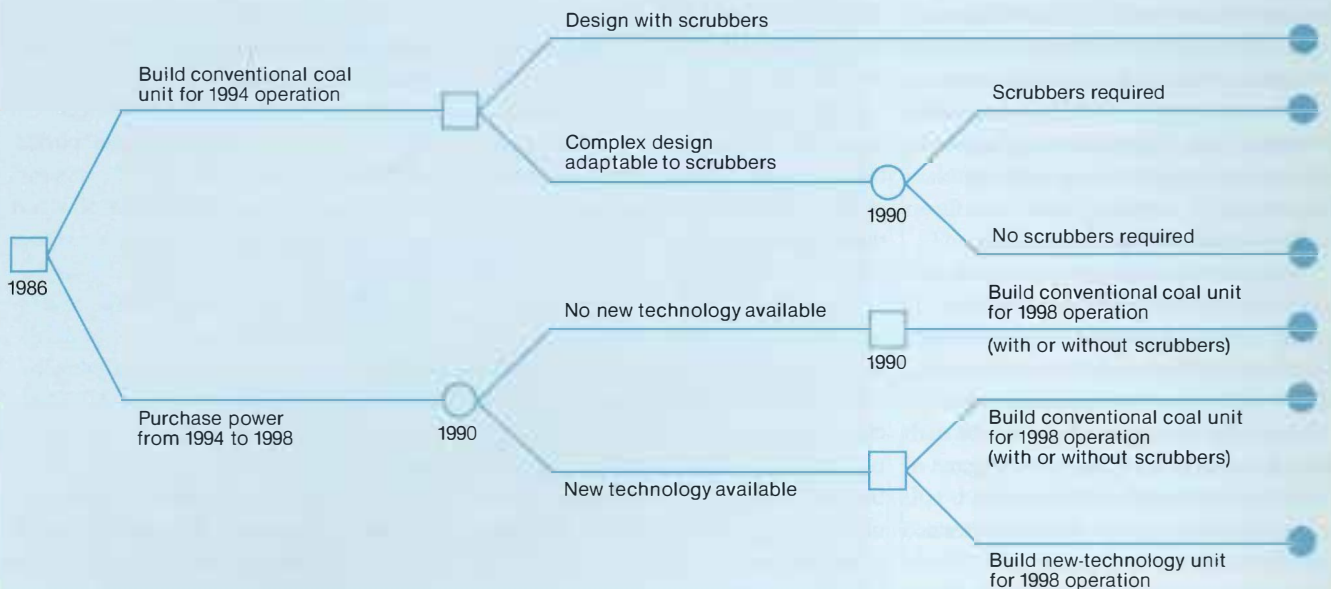 Design with scrubbers
Build conventional coal
unit for 1994 operation
Scrubbers required
Complex design
adaptable to scrubbers
1990
No scrubbers required
1986
Build conventional coal unit
for 1998 operation
No new technology available
(with or without scrubbers)
1990
Purchase power
from 1994 to 1998
1990
Build conventional coal unit
for 1998 operation
(with or without scrubbers)
New technology available
Build new-technology unit
for 1998 operation